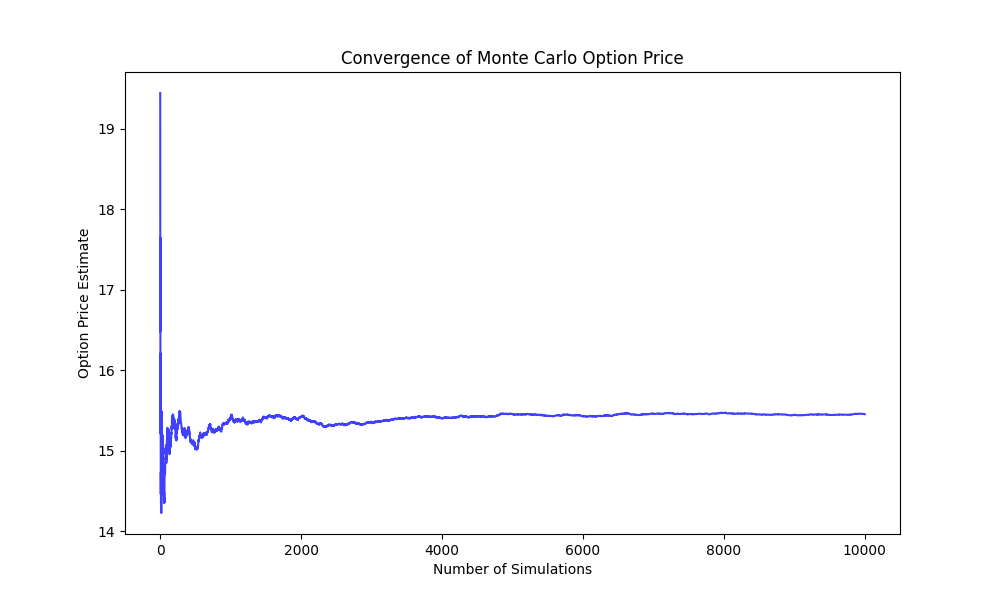 Convergence of Monte Carlo Option Price
19
18
17
16
15
14
Option Price Estimate
0 2000 4000 6000 8000 10000
Number of Simulations